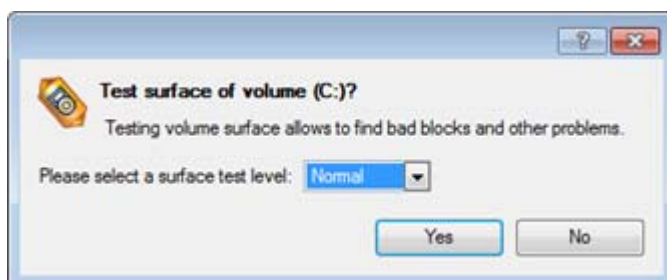 Test surface of volume (C:)?
Testing volume surface allows to find bad blocks and other problems.
Please select a surface test level: Normal
Yes No